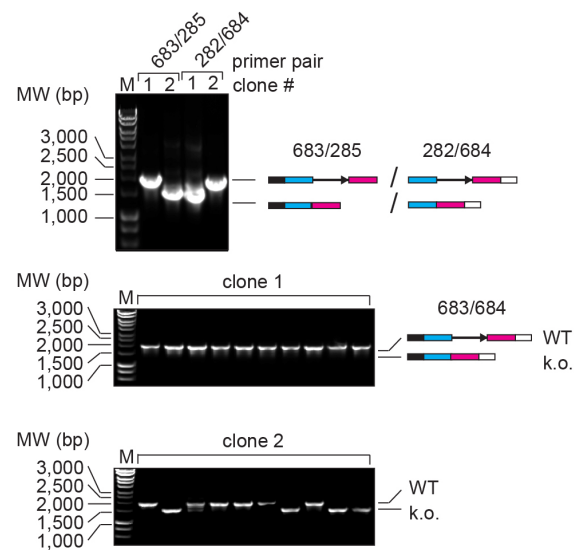 683/285 282/684 primer pair
M 1 2 1 2 clone #
MW (bp)
3,000
2,500
2,000
1,500
1,000
683/285 282/684
/
/
MW (bp) clone 1
M
3,000
2,500
2,000
1,500
1,000
683/684
WT
k.o.
MW (bp) clone 2
M
3,000
2,500
2,000
1,500
1,000
WT
k.o.